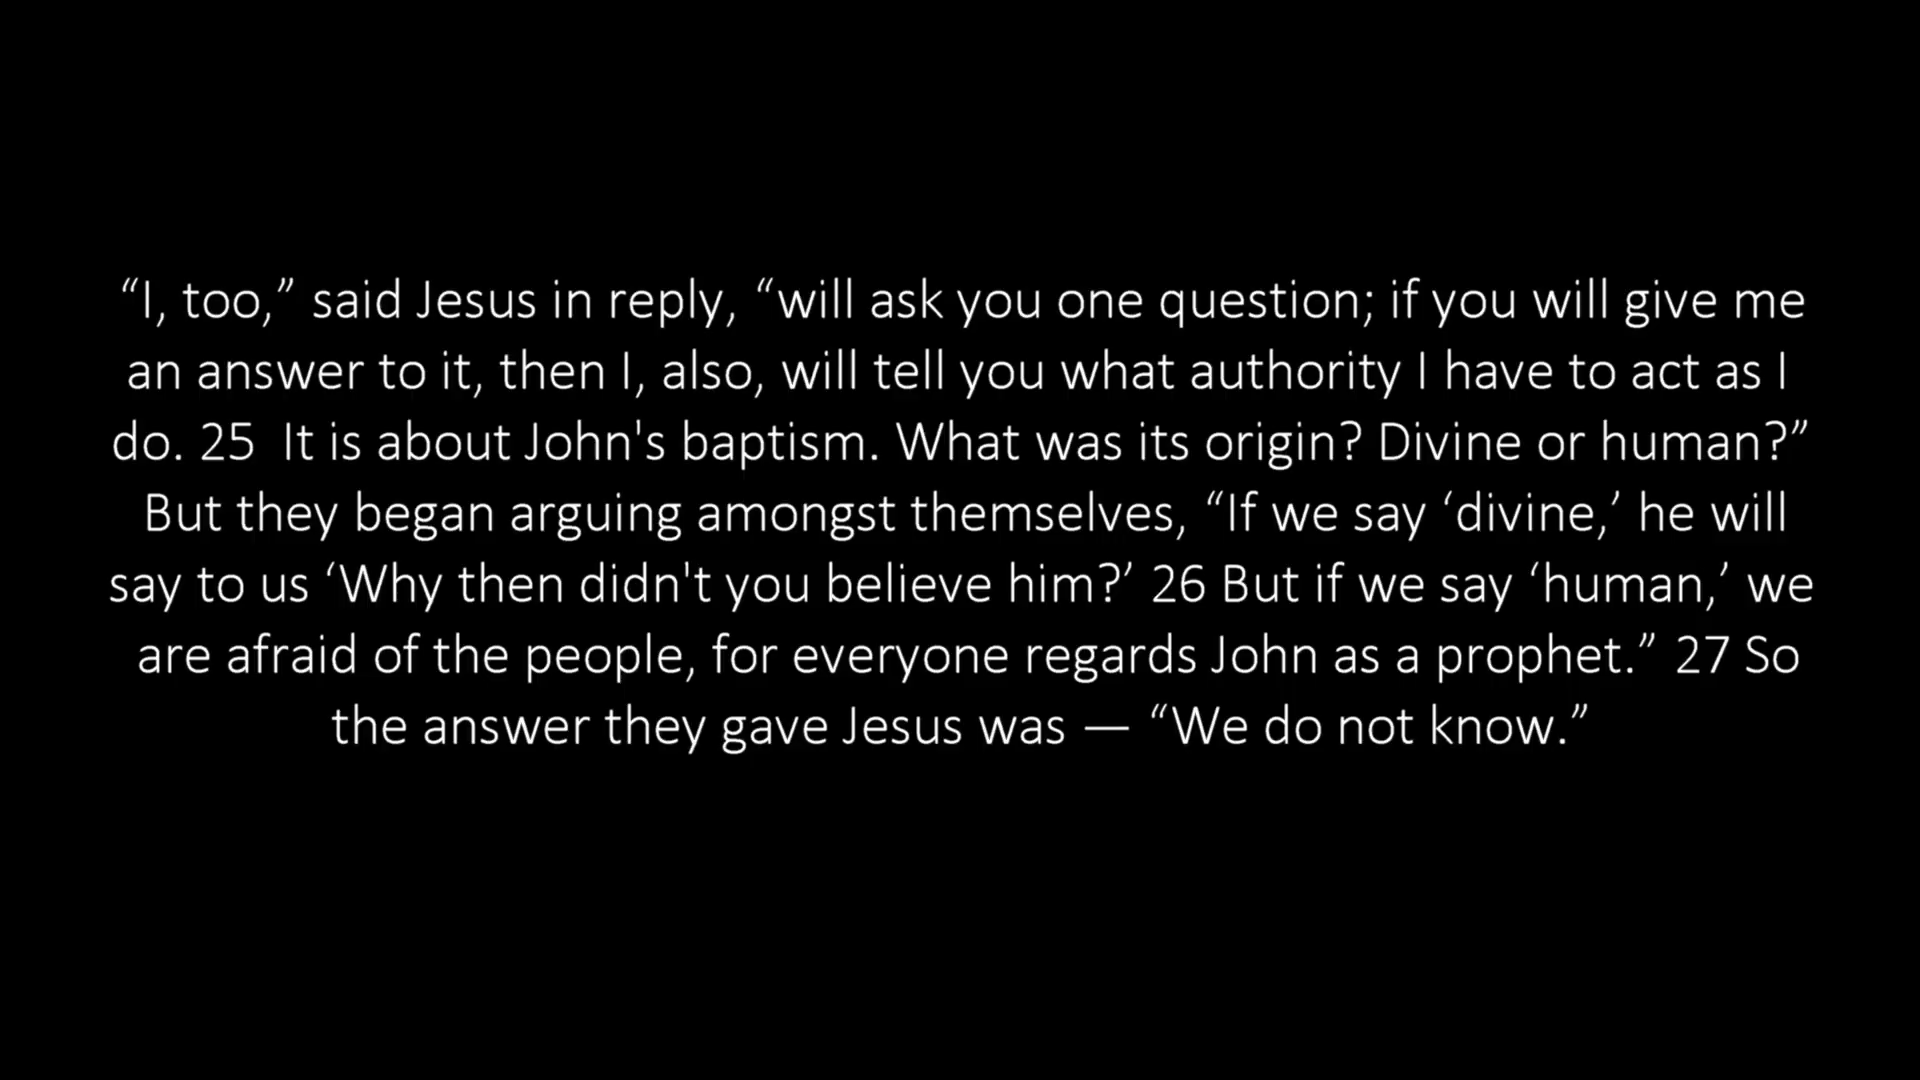 “I, too,” said Jesus in reply, “will ask you one question; if you will give me
an answer to it, then I, also, will tell you what authority I have to act as I
do. 25  It is about John's baptism. What was its origin? Divine or human?”
But they began arguing amongst themselves, “If we say ‘divine,’ he will
say to us ‘Why then didn't you believe him?’ 26 But if we say ‘human,’ we
are afraid of the people, for everyone regards John as a prophet.” 27 So
the answer they gave Jesus was — “We do not know.”